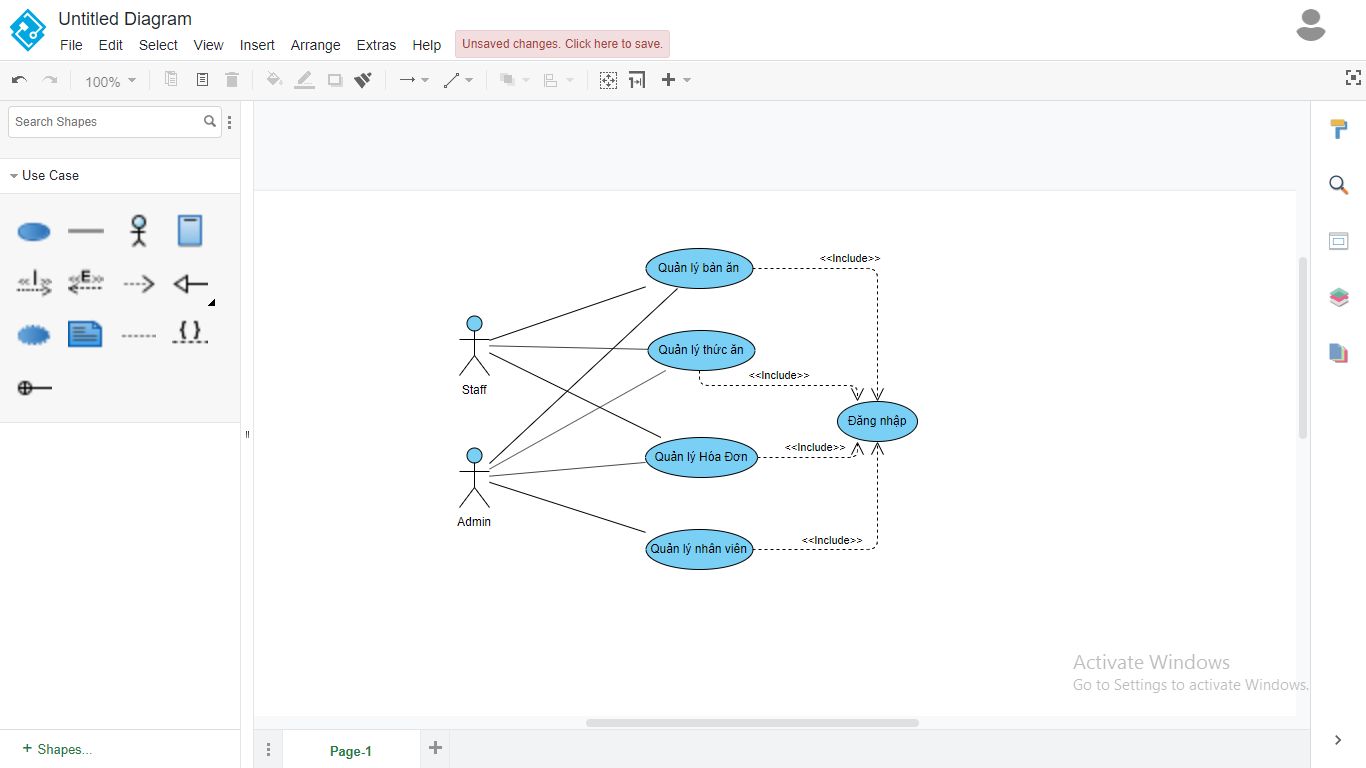 Untitled Diagram
File Edit Select View Insert Arrange Extras Help
Unsaved changes. Click here to save.
100%
Search Shapes
Use Case
<<I>>
<<E>>
{ }
Quản lý bàn ăn
<<Include>>
Quản lý thức ăn
<<Include>>
Staff
Đăng nhập
Quản lý Hóa Đơn
<<Include>>
Admin
Quản lý nhân viên
<<Include>>
Activate Windows
Go to Settings to activate Windows.
+ Shapes...
Page-1